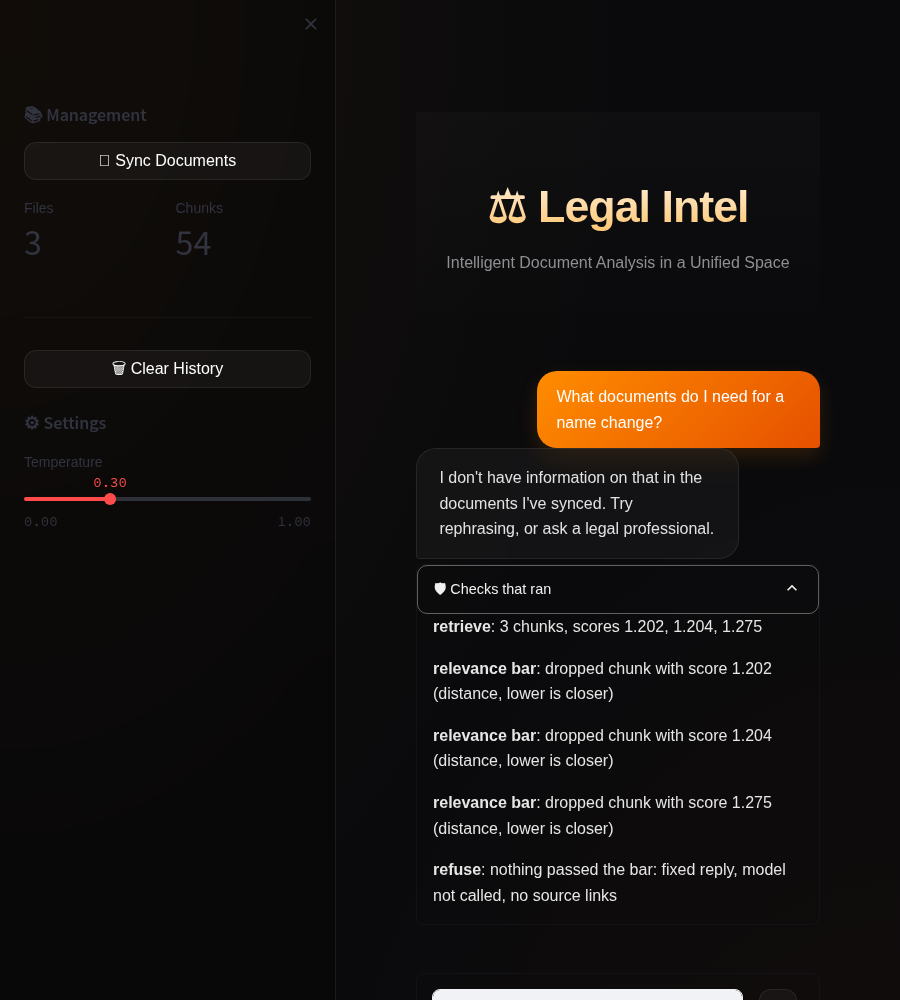 ×
📚 Management
Sync Documents
Files
Chunks
3
54
🗑 Clear History
⚙ Settings
Temperature
0.30
0.00
1.00
⚖ Legal Intel
Intelligent Document Analysis in a Unified Space
What documents do I need for a
name change?
I don't have information on that in the
documents I've synced. Try
rephrasing, or ask a legal professional.
🛡 Checks that ran
retrieve: 3 chunks, scores 1.202, 1.204, 1.275
relevance bar: dropped chunk with score 1.202
(distance, lower is closer)
relevance bar: dropped chunk with score 1.204
(distance, lower is closer)
relevance bar: dropped chunk with score 1.275
(distance, lower is closer)
refuse: nothing passed the bar: fixed reply, model
not called, no source links